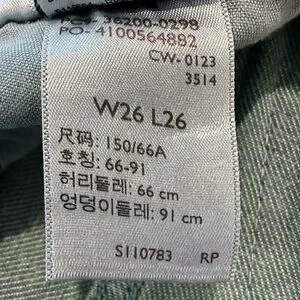 PC9- 36200-0298
PO- 4100564882
CW- 0123
3514
W26 L26
尺码: 150/66A
호칭: 66-91
허리둘레: 66 cm
엉덩이둘레: 91 cm
S110783 RP